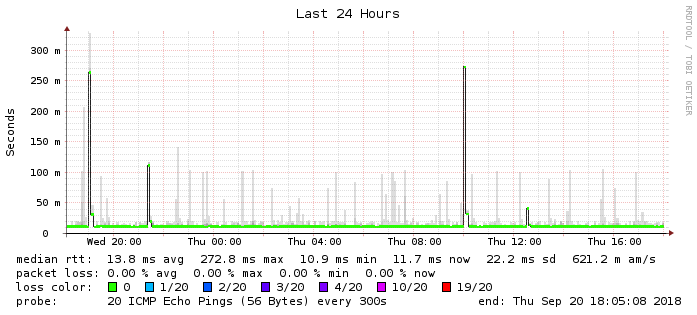 Last 24 Hours
RRDTOOL / TOBI OETIKER
Seconds
300 m
250 m
200 m
150 m
100 m
50 m
0
Wed 20:00 Thu 00:00 Thu 04:00 Thu 08:00 Thu 12:00 Thu 16:00
median rtt: 13.8 ms avg 272.8 ms max 10.9 ms min 11.7 ms now 22.2 ms sd 621.2 m am/s
packet loss: 0.00 % avg 0.00 % max 0.00 % min 0.00 % now
loss color: 0 1/20 2/20 3/20 4/20 10/20 19/20
probe: 20 ICMP Echo Pings (56 Bytes) every 300s end: Thu Sep 20 18:05:08 2018